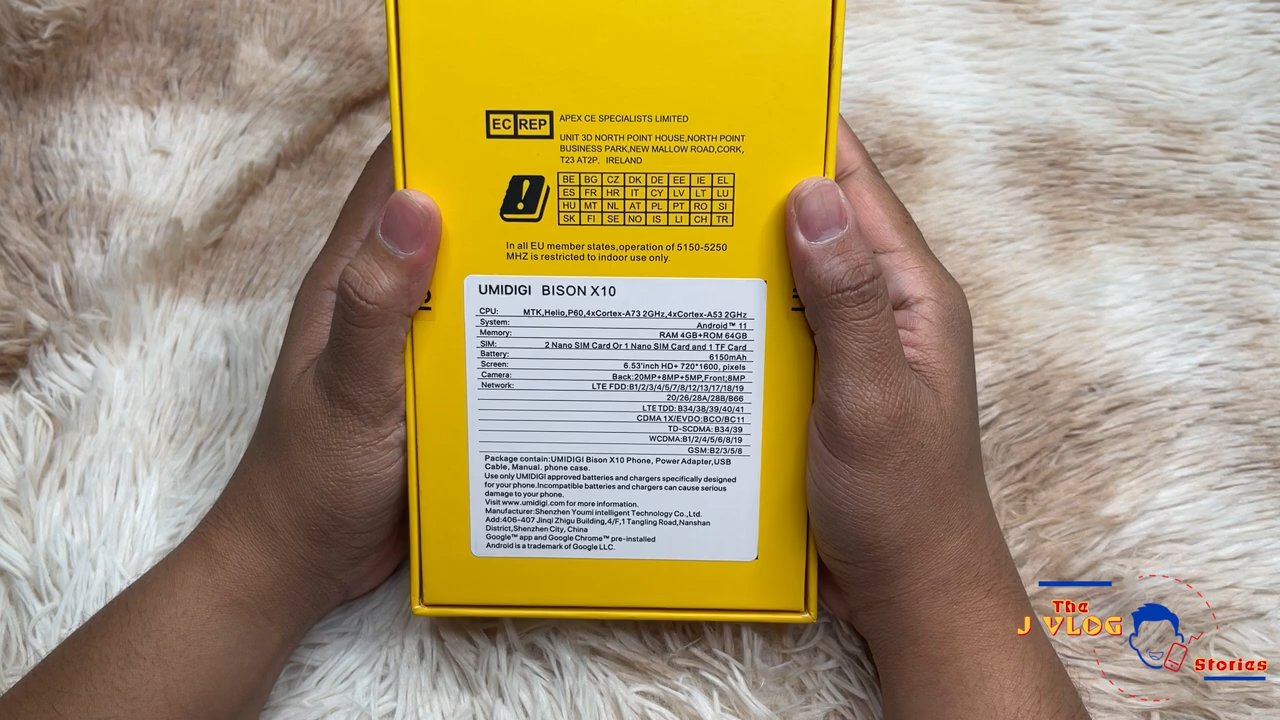 EC REP
APEX CE SPECIALISTS LIMITED
UNIT 3D NORTH POINT HOUSE,NORTH POINT
BUSINESS PARK,NEW MALLOW ROAD,CORK,
T23 AT2P, IRELAND
BE BG CZ DK DE EE IE EL
ES FR HR IT CY LV LT LU
HU MT NL AT PL PT RO SI
SK FI SE NO IS LI CH TR
In all EU member states,operation of 5150-5250
MHZ is restricted to indoor use only.
UMIDIGI BISON X10
CPU: MTK,Helio,P60,4xCortex-A73 2GHz,4xCortex-A53 2GHz
System: Android™ 11
Memory: RAM 4GB+ROM 64GB
SIM: 2 Nano SIM Card Or 1 Nano SIM Card and 1 TF Card
Battery: 6150mAh
Screen: 6.53'inch HD+ 720*1600, pixels
Camera: Back:20MP+8MP+5MP,Front;8MP
Network: LTE FDD:B1/2/3/4/5/7/8/12/13/17/18/19
20/26/28A/28B/B66
LTE TDD: B34/38/39/40/41
CDMA 1X/EVDO:BC0/BC11
TD-SCDMA: B34/39
WCDMA:B1/2/4/5/6/8/19
GSM:B2/3/5/8
Package contain:UMIDIGI Bison X10 Phone, Power Adapter,USB
Cable, Manual. phone case.
Use only UMIDIGI approved batteries and chargers specifically designed
for your phone.Incompatible batteries and chargers can cause serious
damage to your phone.
Visit www.umidigi.com for more information.
Manufacturer:Shenzhen Youmi intelligent Technology Co.,Ltd.
Add:406-407 Jinqi Zhigu Building,4/F,1 Tangling Road,Nanshan
District,Shenzhen City, China
Google™ app and Google Chrome™ pre-installed
Android is a trademark of Google LLC.
The
J VLOG
Stories